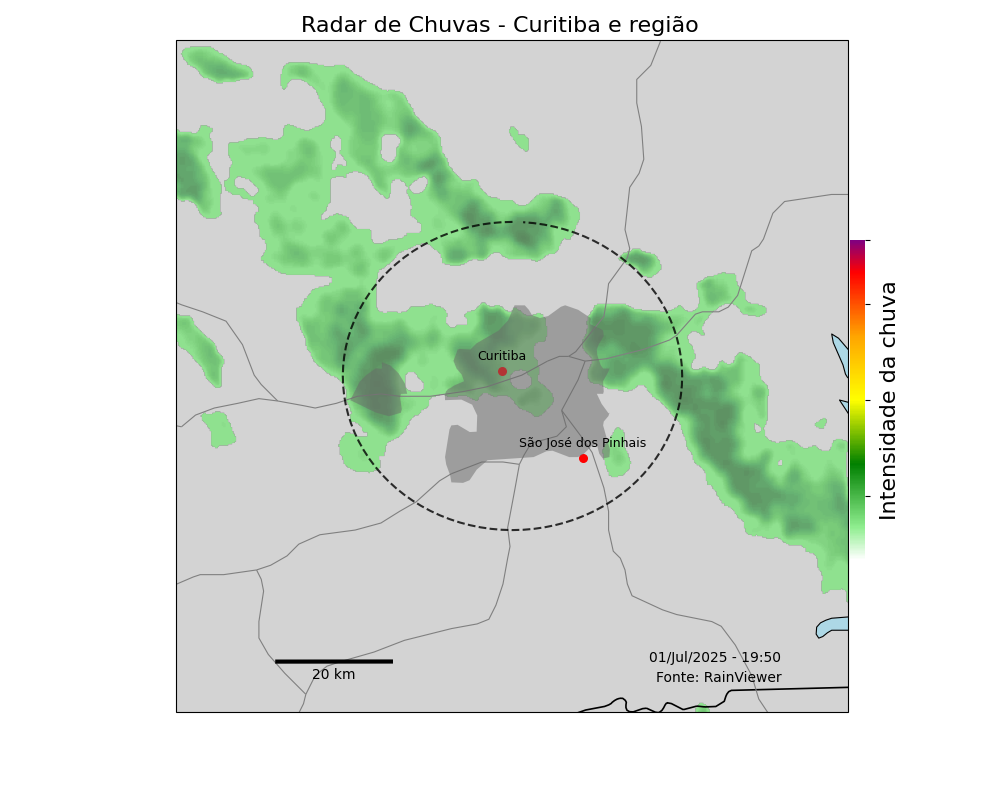 Radar de Chuvas - Curitiba e região
Curitiba
São José dos Pinhais
Intensidade da chuva
20 km
01/Jul/2025 - 19:50
Fonte: RainViewer